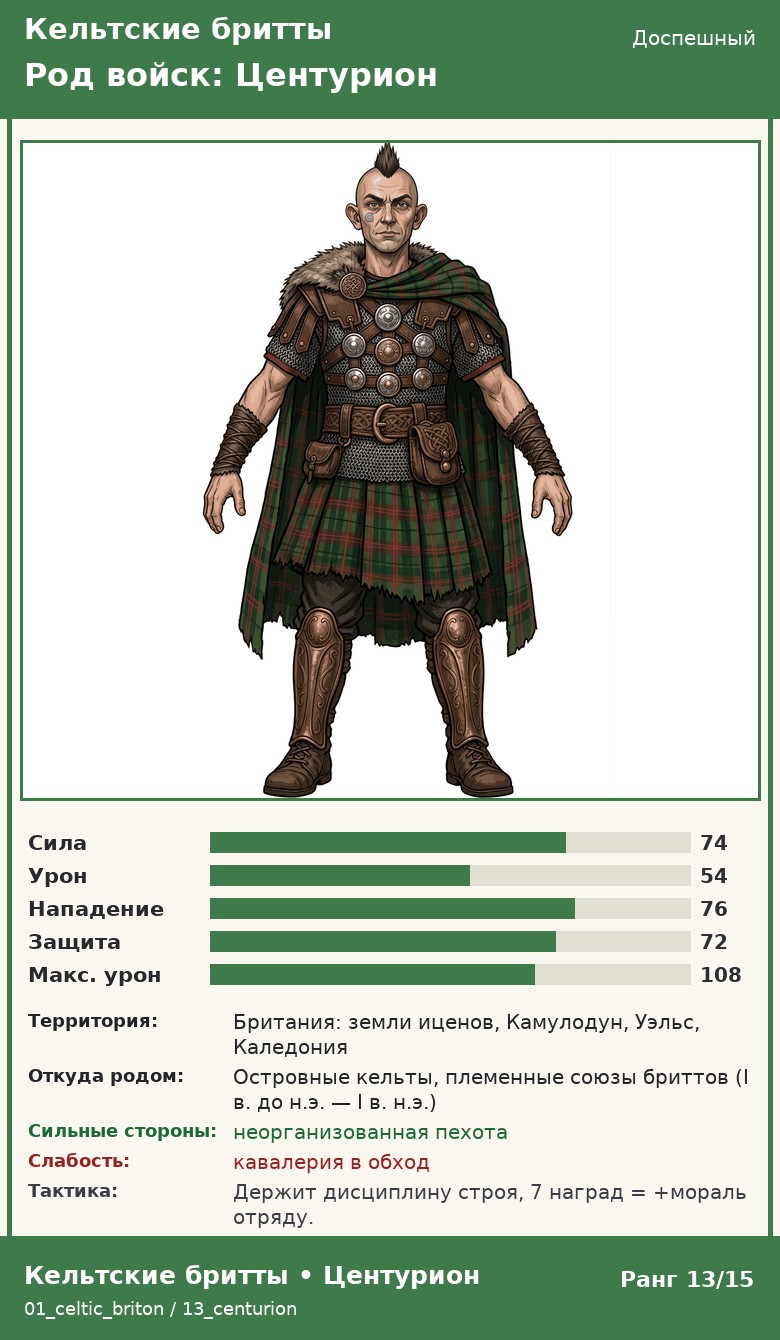 Кельтские бритты
Род войск: Центурион
Доспешный
Сила 74
Урон 54
Нападение 76
Защита 72
Макс. урон 108
Территория: Британия: земли иценов, Камулодун, Уэльс,
Каледония
Откуда родом: Островные кельты, племенные союзы бриттов (I
в. до н.э. — I в. н.э.)
Сильные стороны: неорганизованная пехота
Слабость: кавалерия в обход
Тактика: Держит дисциплину строя, 7 наград = +мораль
отряду.
Кельтские бритты • Центурион
Ранг 13/15
01_celtic_briton / 13_centurion